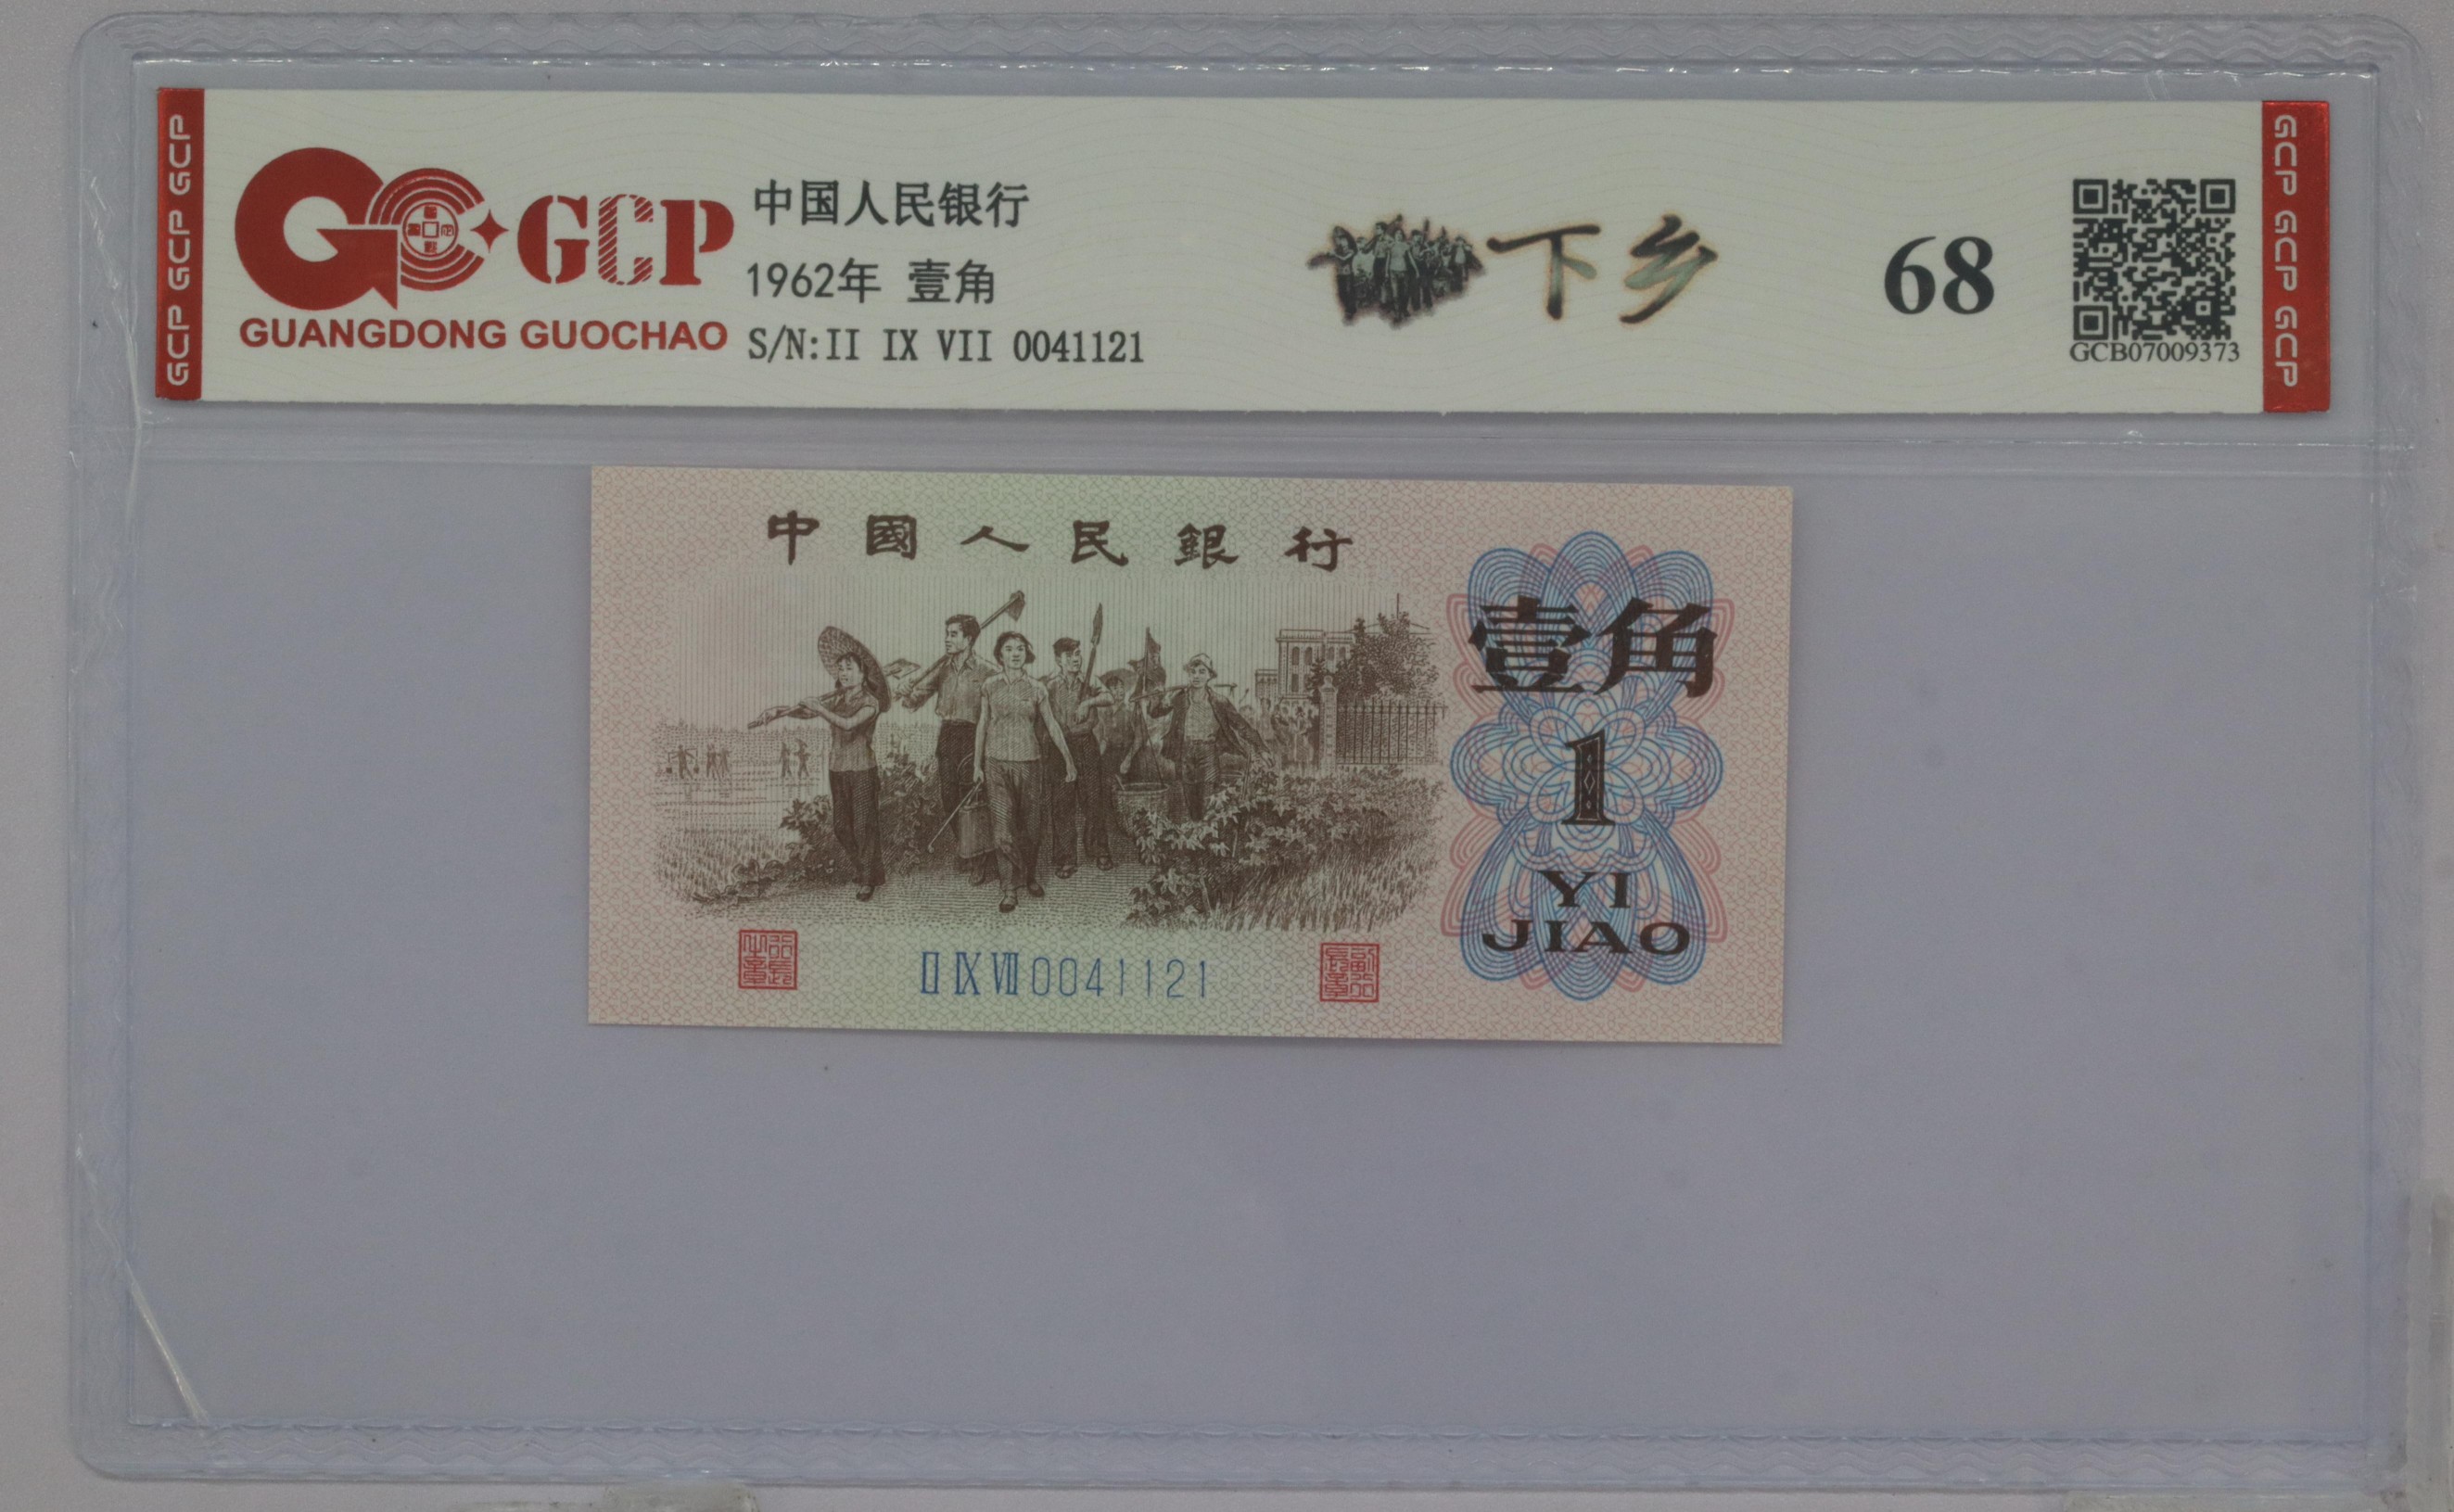 GCP GCP GCP
GCP
GUANGDONG GUOCHAO
中国人民银行
1962年 壹角
S/N:II IX VII 0041121
下乡
68
GCB07009373
GCP GCP GCP
中國人民銀行
壹角
1
YI
JIAO
II IX VII 0041121